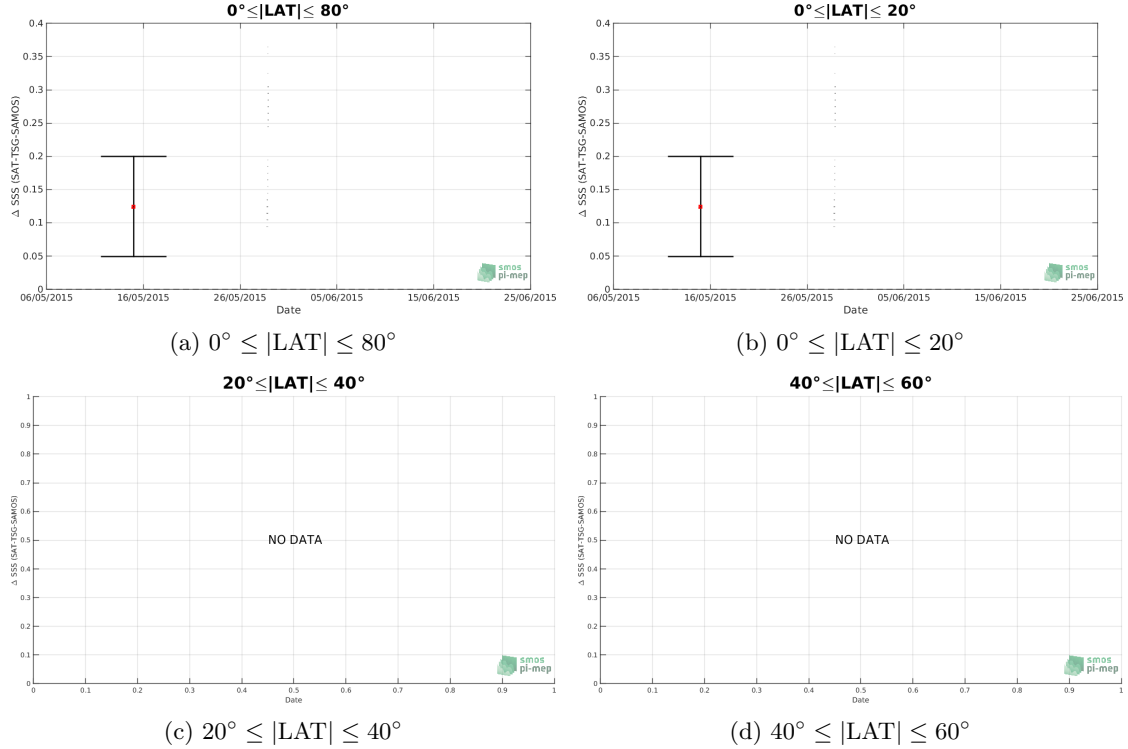 0°≤|LAT|≤ 80°
Δ SSS (SAT-TSG-SAMOS)
0.4
0.35
0.3
0.25
0.2
0.15
0.1
0.05
0
06/05/2015 16/05/2015 26/05/2015 05/06/2015 15/06/2015 25/06/2015
Date
smos
pi-mep
(a) 0° ≤ |LAT| ≤ 80°
0°≤|LAT|≤ 20°
Δ SSS (SAT-TSG-SAMOS)
0.4
0.35
0.3
0.25
0.2
0.15
0.1
0.05
0
06/05/2015 16/05/2015 26/05/2015 05/06/2015 15/06/2015 25/06/2015
Date
smos
pi-mep
(b) 0° ≤ |LAT| ≤ 20°
20°≤|LAT|≤ 40°
Δ SSS (SAT-TSG-SAMOS)
1
0.9
0.8
0.7
0.6
0.5
0.4
0.3
0.2
0.1
0
NO DATA
0 0.1 0.2 0.3 0.4 0.5 0.6 0.7 0.8 0.9 1
Date
smos
pi-mep
(c) 20° ≤ |LAT| ≤ 40°
40°≤|LAT|≤ 60°
Δ SSS (SAT-TSG-SAMOS)
1
0.9
0.8
0.7
0.6
0.5
0.4
0.3
0.2
0.1
0
NO DATA
0 0.1 0.2 0.3 0.4 0.5 0.6 0.7 0.8 0.9 1
Date
smos
pi-mep
(d) 40° ≤ |LAT| ≤ 60°